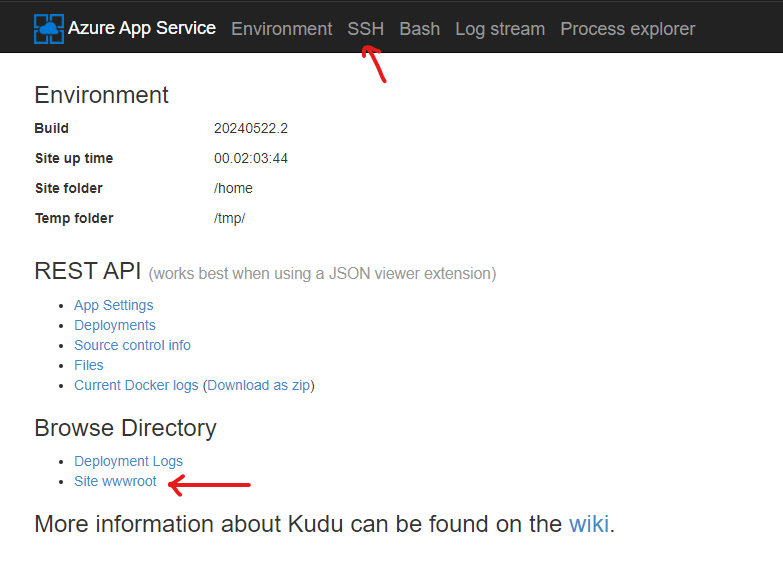 Azure App Service Environment SSH Bash Log stream Process explorer
Environment
Build 20240522.2
Site up time 00.02:03:44
Site folder /home
Temp folder /tmp/
REST API (works best when using a JSON viewer extension)
• App Settings
• Deployments
• Source control info
• Files
• Current Docker logs (Download as zip)
Browse Directory
• Deployment Logs
• Site wwwroot
More information about Kudu can be found on the wiki.